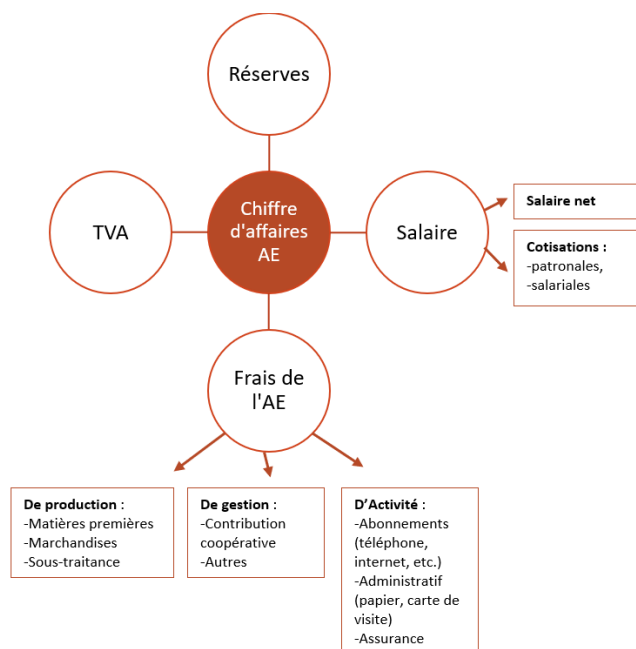 Réserves
TVA
Chiffre
d'affaires
AE
Salaire
Salaire net
Cotisations :
-patronales,
-salariales
Frais de
l'AE
De production :
-Matières premières
-Marchandises
-Sous-traitance
De gestion :
-Contribution
coopérative
-Autres
D’Activité :
-Abonnements
(téléphone,
internet, etc.)
-Administratif
(papier, carte de
visite)
-Assurance